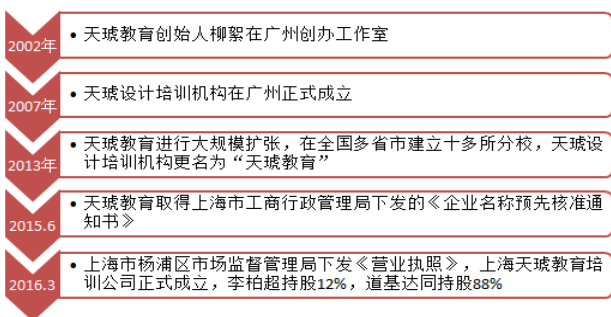 2002年
• 天琥教育创始人柳絮在广州创办工作室
2007年
• 天琥设计培训机构在广州正式成立
2013年
• 天琥教育进行大规模扩张，在全国多省市建立十多所分校，天琥设
计培训机构更名为“天琥教育”
2015.6
• 天琥教育取得上海市工商行政管理局下发的《企业名称预先核准通
知书》
2016.3
• 上海市杨浦区市场监督管理局下发《营业执照》，上海天琥教育培
训公司正式成立，李柏超持股12%，道基达同持股88%